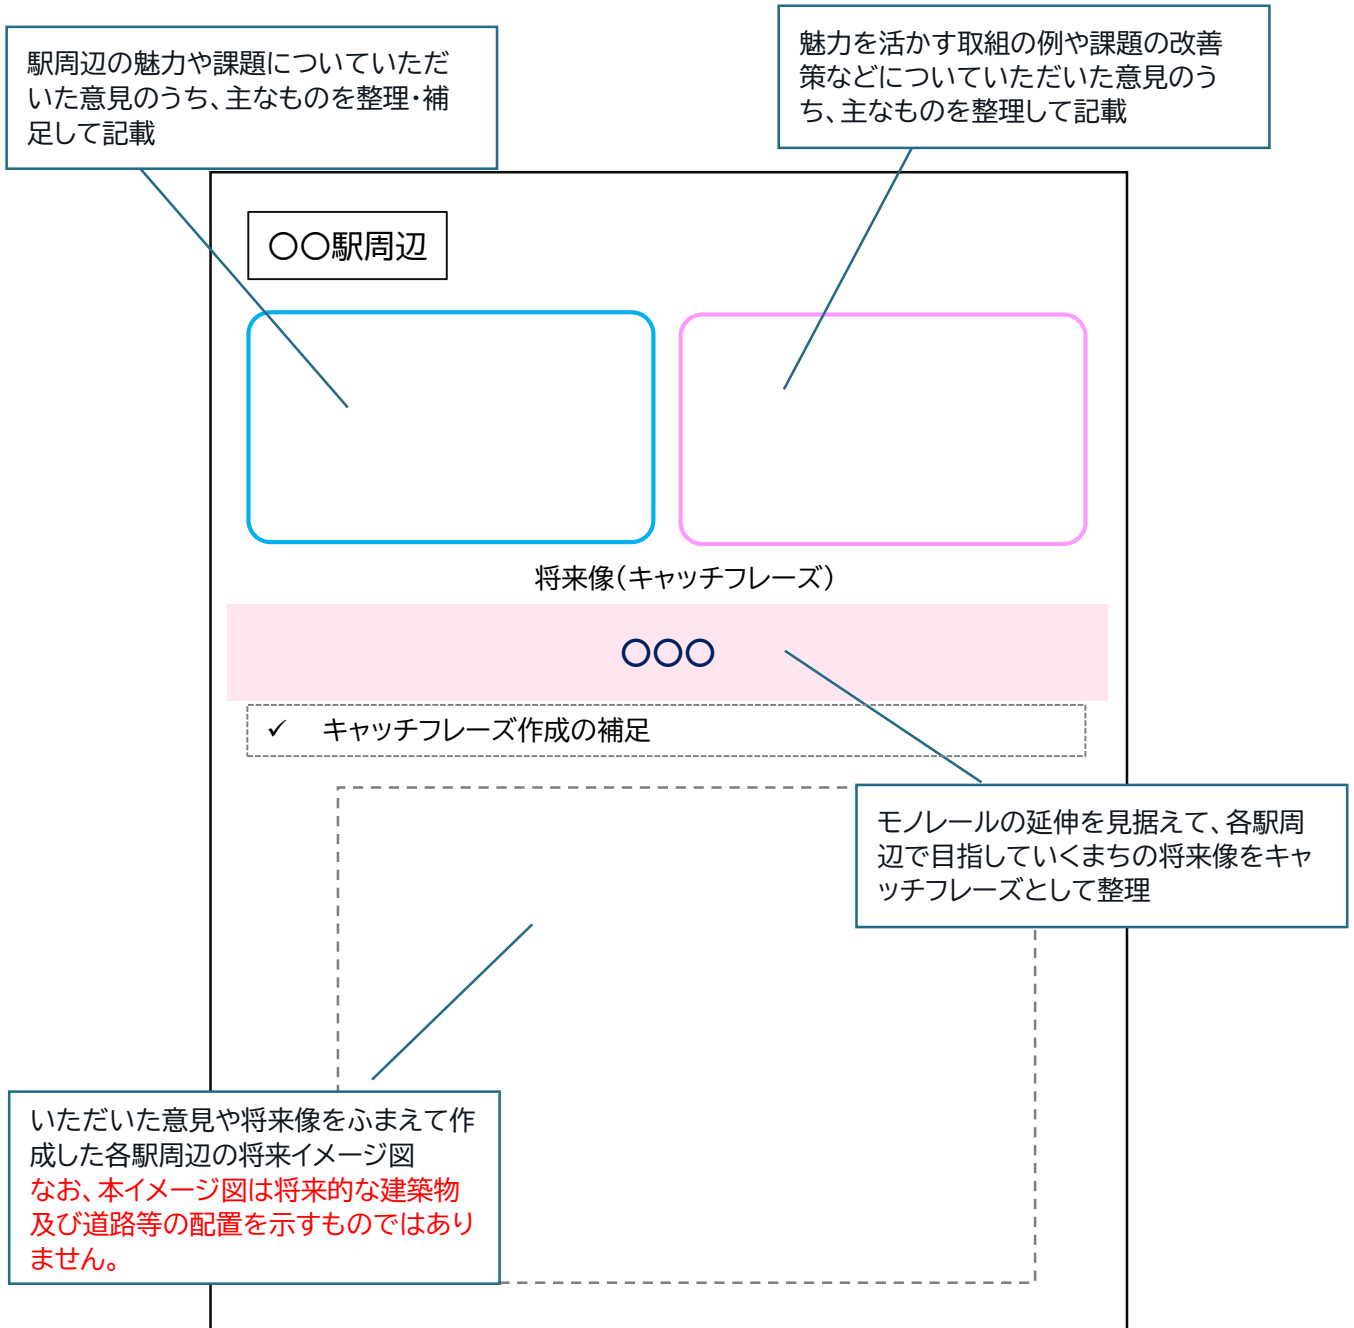 駅周辺の魅力や課題についていただ
いた意見のうち、主なものを整理・補
足して記載
魅力を活かす取組の例や課題の改善
策などについていただいた意見のう
ち、主なものを整理して記載
〇〇駅周辺
将来像(キャッチフレーズ)
〇〇〇
✓ キャッチフレーズ作成の補足
モノレールの延伸を見据えて、各駅周
辺で目指していくまちの将来像をキャ
ッチフレーズとして整理
いただいた意見や将来像をふまえて作
成した各駅周辺の将来イメージ図
なお、本イメージ図は将来的な建築物
及び道路等の配置を示すものではあり
ません。